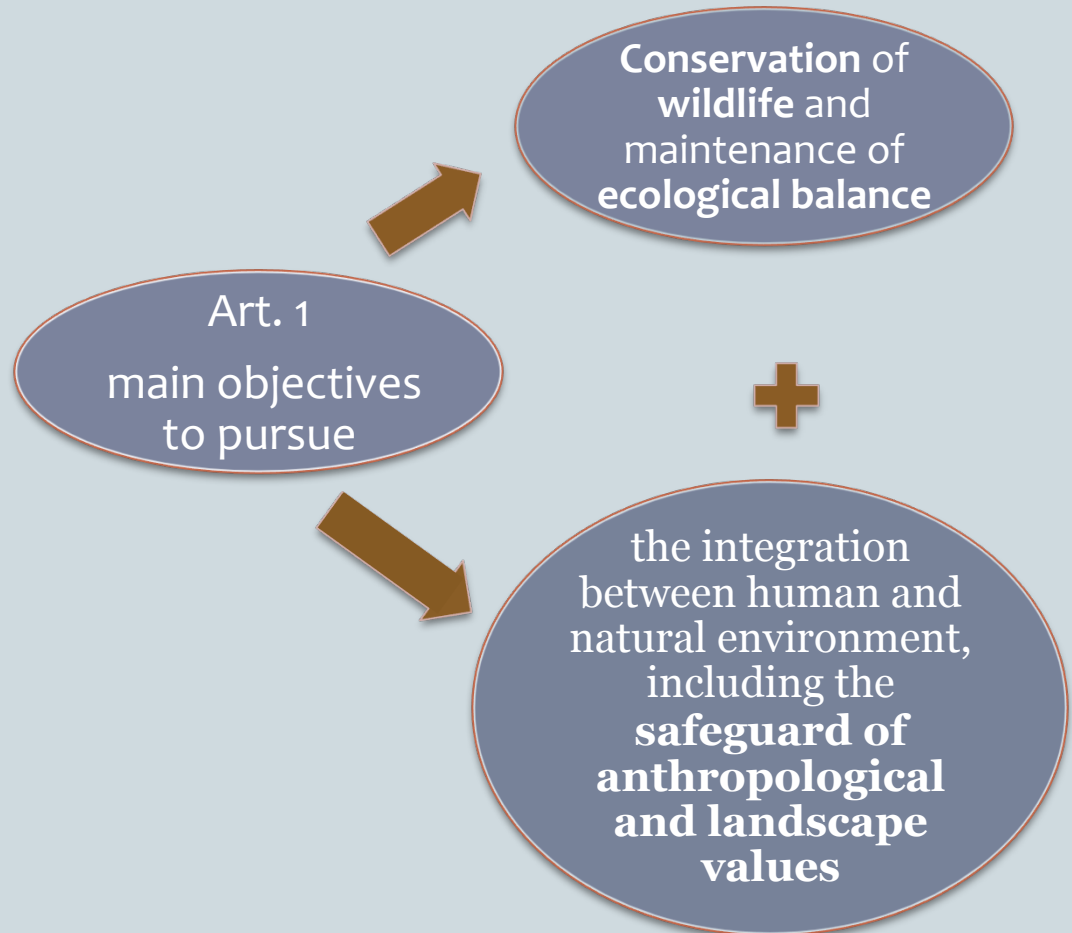 Conservation of
wildlife and
maintenance of
ecological balance
Art. 1
main objectives
to pursue
the integration
between human and
natural environment,
including the
safeguard of
anthropological
and landscape
values